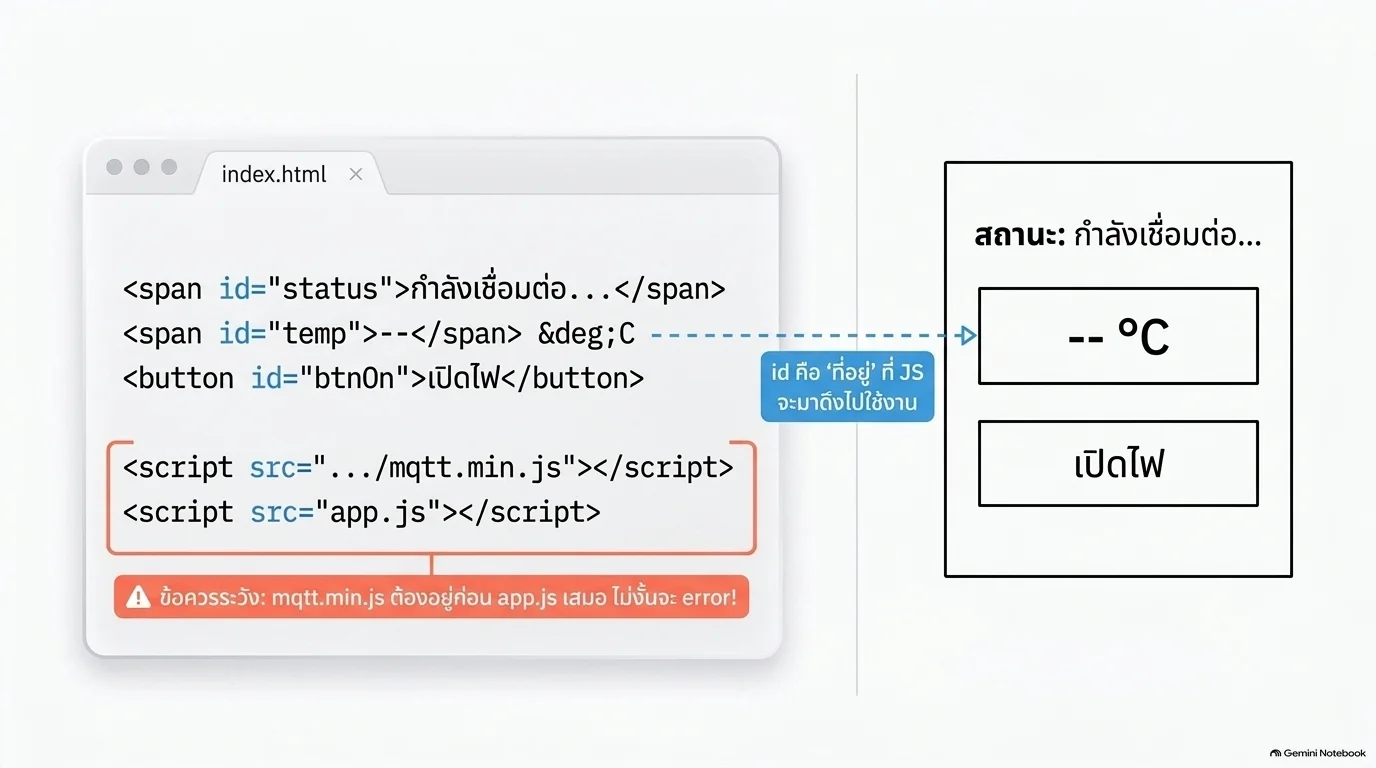 index.html
<span id="status">กำลังเชื่อมต่อ...</span>
<span id="temp">--</span> &deg;C
<button id="btnOn">เปิดไฟ</button>
<script src=".../mqtt.min.js"></script>
<script src="app.js"></script>
ข้อควรระวัง: mqtt.min.js ต้องอยู่ก่อน app.js เสมอ ไม่งั้นจะ error!
id คือ ‘ที่อยู่’ ที่ JS
จะมาดึงไปใช้งาน
สถานะ: กำลังเชื่อมต่อ...
-- °C
เปิดไฟ
Gemini Notebook